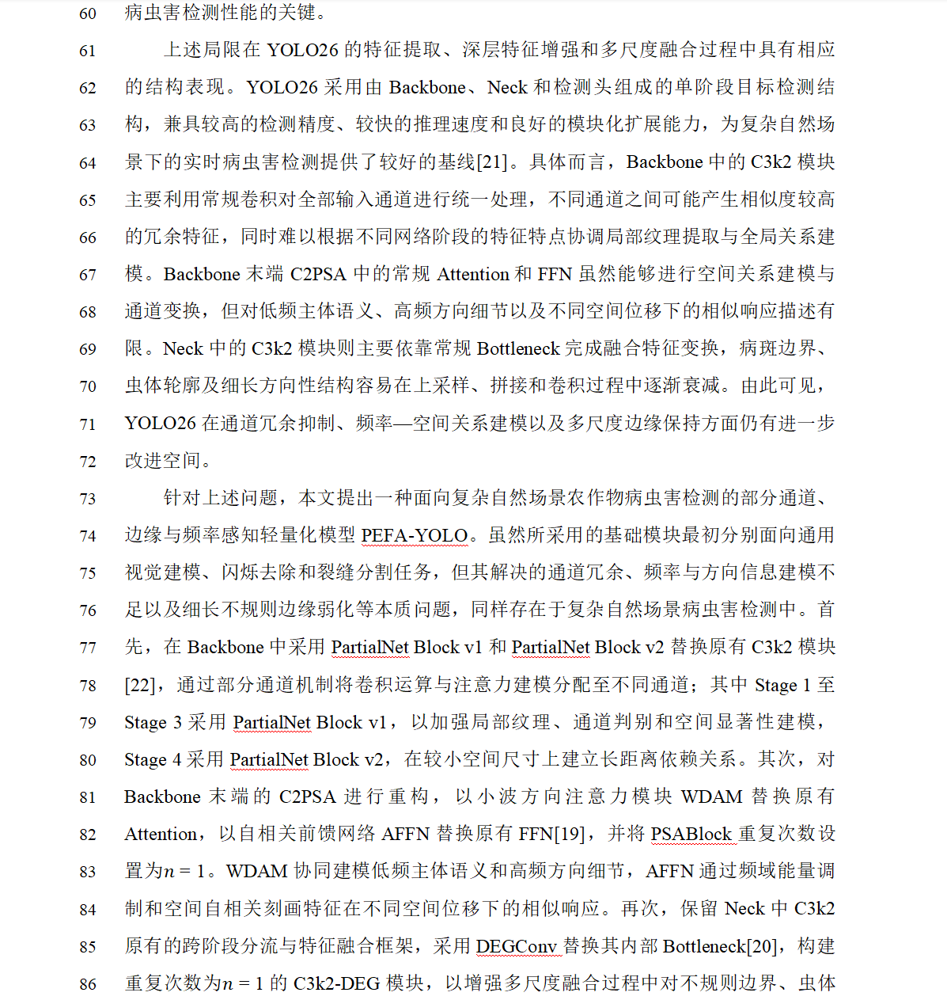 60 病虫害检测性能的关键。
61 上述局限在 YOLO26 的特征提取、深层特征增强和多尺度融合过程中具有相应
62 的结构表现。YOLO26 采用由 Backbone、Neck 和检测头组成的单阶段目标检测结
63 构，兼具较高的检测精度、较快的推理速度和良好的模块化扩展能力，为复杂自然场
64 景下的实时病虫害检测提供了较好的基线[21]。具体而言，Backbone 中的 C3k2 模块
65 主要利用常规卷积对全部输入通道进行统一处理，不同通道之间可能产生相似度较高
66 的冗余特征，同时难以根据不同网络阶段的特征特点协调局部纹理提取与全局关系建
67 模。Backbone 末端 C2PSA 中的常规 Attention 和 FFN 虽然能够进行空间关系建模与
68 通道变换，但对低频主体语义、高频方向细节以及不同空间位移下的相似响应描述有
69 限。Neck 中的 C3k2 模块则主要依靠常规 Bottleneck 完成融合特征变换，病斑边界、
70 虫体轮廓及细长方向性结构容易在上采样、拼接和卷积过程中逐渐衰减。由此可见，
71 YOLO26 在通道冗余抑制、频率—空间关系建模以及多尺度边缘保持方面仍有进一步
72 改进空间。
73 针对上述问题，本文提出一种面向复杂自然场景农作物病虫害检测的部分通道、
74 边缘与频率感知轻量化模型 PEFA-YOLO。虽然所采用的基础模块最初分别面向通用
75 视觉建模、闪烁去除和裂缝分割任务，但其解决的通道冗余、频率与方向信息建模不
76 足以及细长不规则边缘弱化等本质问题，同样存在于复杂自然场景病虫害检测中。首
77 先，在 Backbone 中采用 PartialNet Block v1 和 PartialNet Block v2 替换原有 C3k2 模块
78 [22]，通过部分通道机制将卷积运算与注意力建模分配至不同通道；其中 Stage 1 至
79 Stage 3 采用 PartialNet Block v1，以加强局部纹理、通道判别和空间显著性建模，
80 Stage 4 采用 PartialNet Block v2，在较小空间尺寸上建立长距离依赖关系。其次，对
81 Backbone 末端的 C2PSA 进行重构，以小波方向注意力模块 WDAM 替换原有
82 Attention，以自相关前馈网络 AFFN 替换原有 FFN[19]，并将 PSABlock 重复次数设
83 置为n = 1。WDAM 协同建模低频主体语义和高频方向细节，AFFN 通过频域能量调
84 制和空间自相关刻画特征在不同空间位移下的相似响应。再次，保留 Neck 中 C3k2
85 原有的跨阶段分流与特征融合框架，采用 DEGConv 替换其内部 Bottleneck[20]，构建
86 重复次数为n = 1 的 C3k2-DEG 模块，以增强多尺度融合过程中对不规则边界、虫体